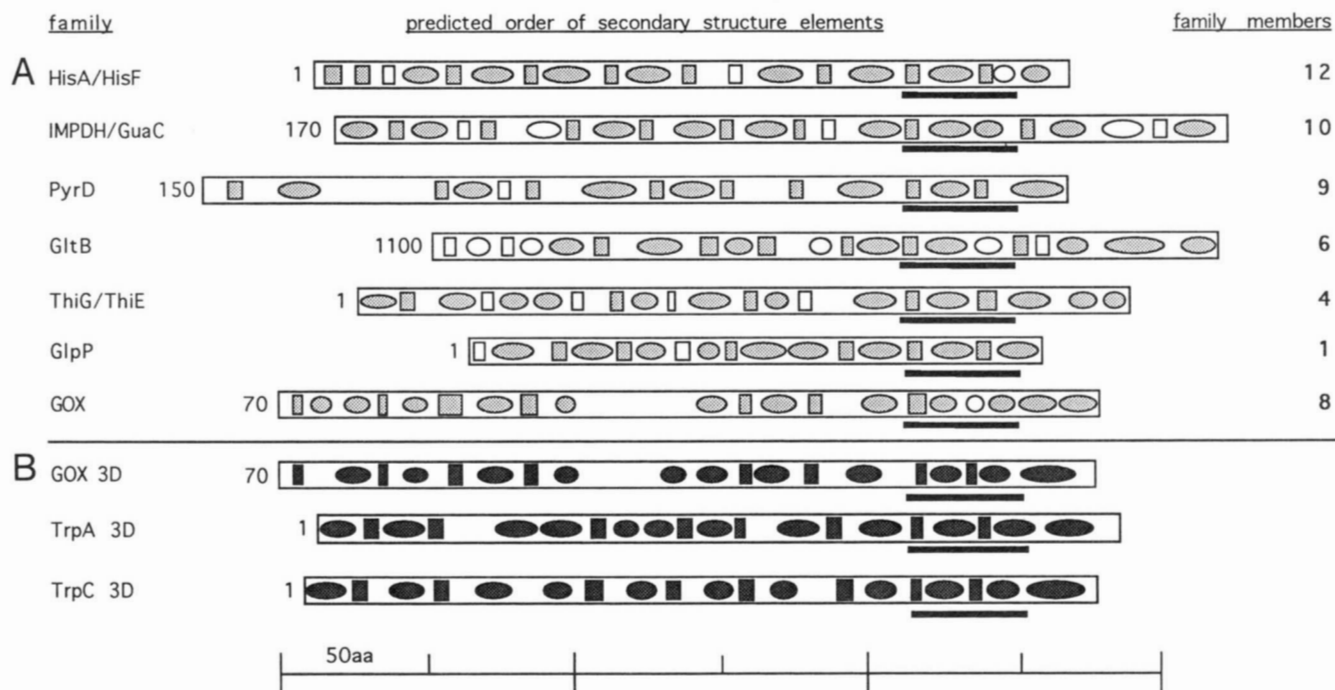 family predicted order of secondary structure elements family members
A
HisA/HisF 1 12
IMPDH/GuaC 170 10
PyrD 150 9
GltB 1100 6
ThiG/ThiE 1 4
GlpP 1 1
GOX 70 8
B
GOX 3D 70
TrpA 3D 1
TrpC 3D 1
50aa